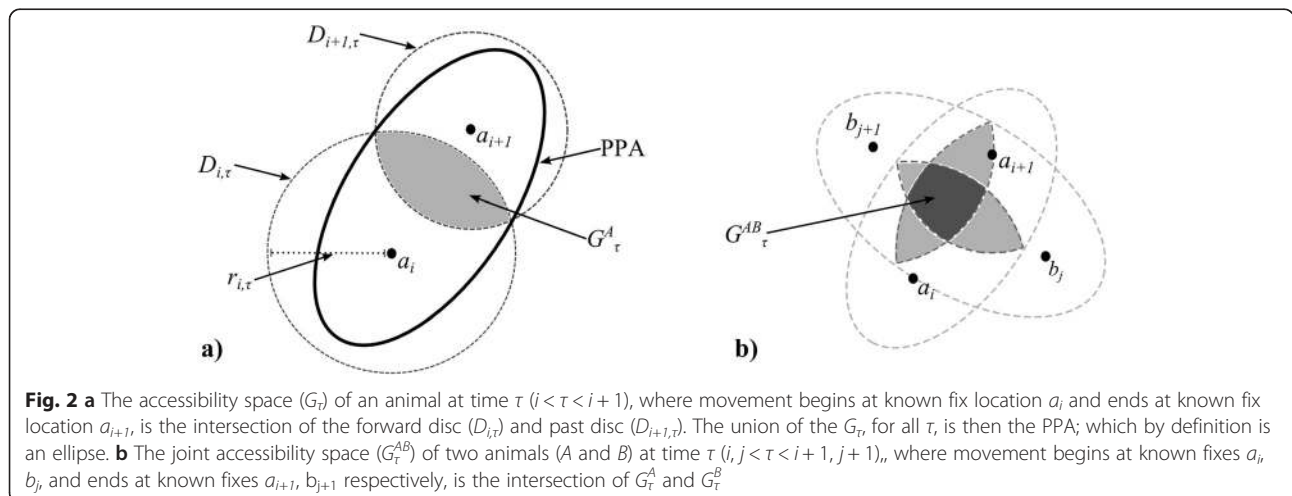 D_{i+1,τ}
D_{i,τ}
a_{i+1}
PPA
G^A_τ
a_i
r_{i,τ}
a)
b_{j+1}
a_{i+1}
G^{AB}_τ
b_j
a_i
b)
Fig. 2 a The accessibility space (G_τ) of an animal at time τ (i < τ < i + 1), where movement begins at known fix location a_i and ends at known fix
location a_{i+1}, is the intersection of the forward disc (D_{i,τ}) and past disc (D_{i+1,τ}). The union of the G_τ, for all τ, is then the PPA; which by definition is
an ellipse. b The joint accessibility space (G_τ^{AB}) of two animals (A and B) at time τ (i, j < τ < i + 1, j + 1),, where movement begins at known fixes a_i,
b_j, and ends at known fixes a_{i+1}, b_{j+1} respectively, is the intersection of G_τ^A and G_τ^B